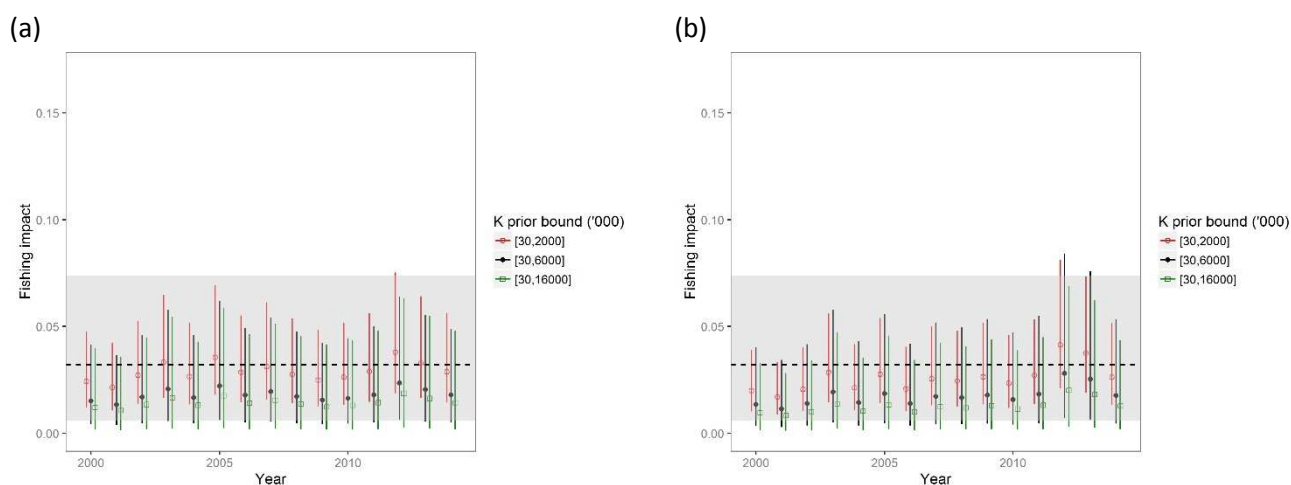 (a)
0.15
0.10
0.05
0.00
Fishing impact
2000 2005 2010
Year
K prior bound ('000)
[30,2000]
[30,6000]
[30,16000]
(b)
0.15
0.10
0.05
0.00
Fishing impact
2000 2005 2010
Year
K prior bound ('000)
[30,2000]
[30,6000]
[30,16000]